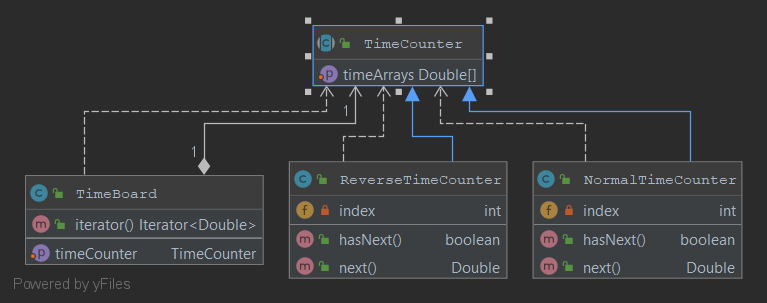 TimeCounter
timeArrays Double[]
1
1
TimeBoard
iterator() Iterator<Double>
timeCounter TimeCounter
ReverseTimeCounter
index int
hasNext() boolean
next() Double
NormalTimeCounter
index int
hasNext() boolean
next() Double
Powered by yFiles